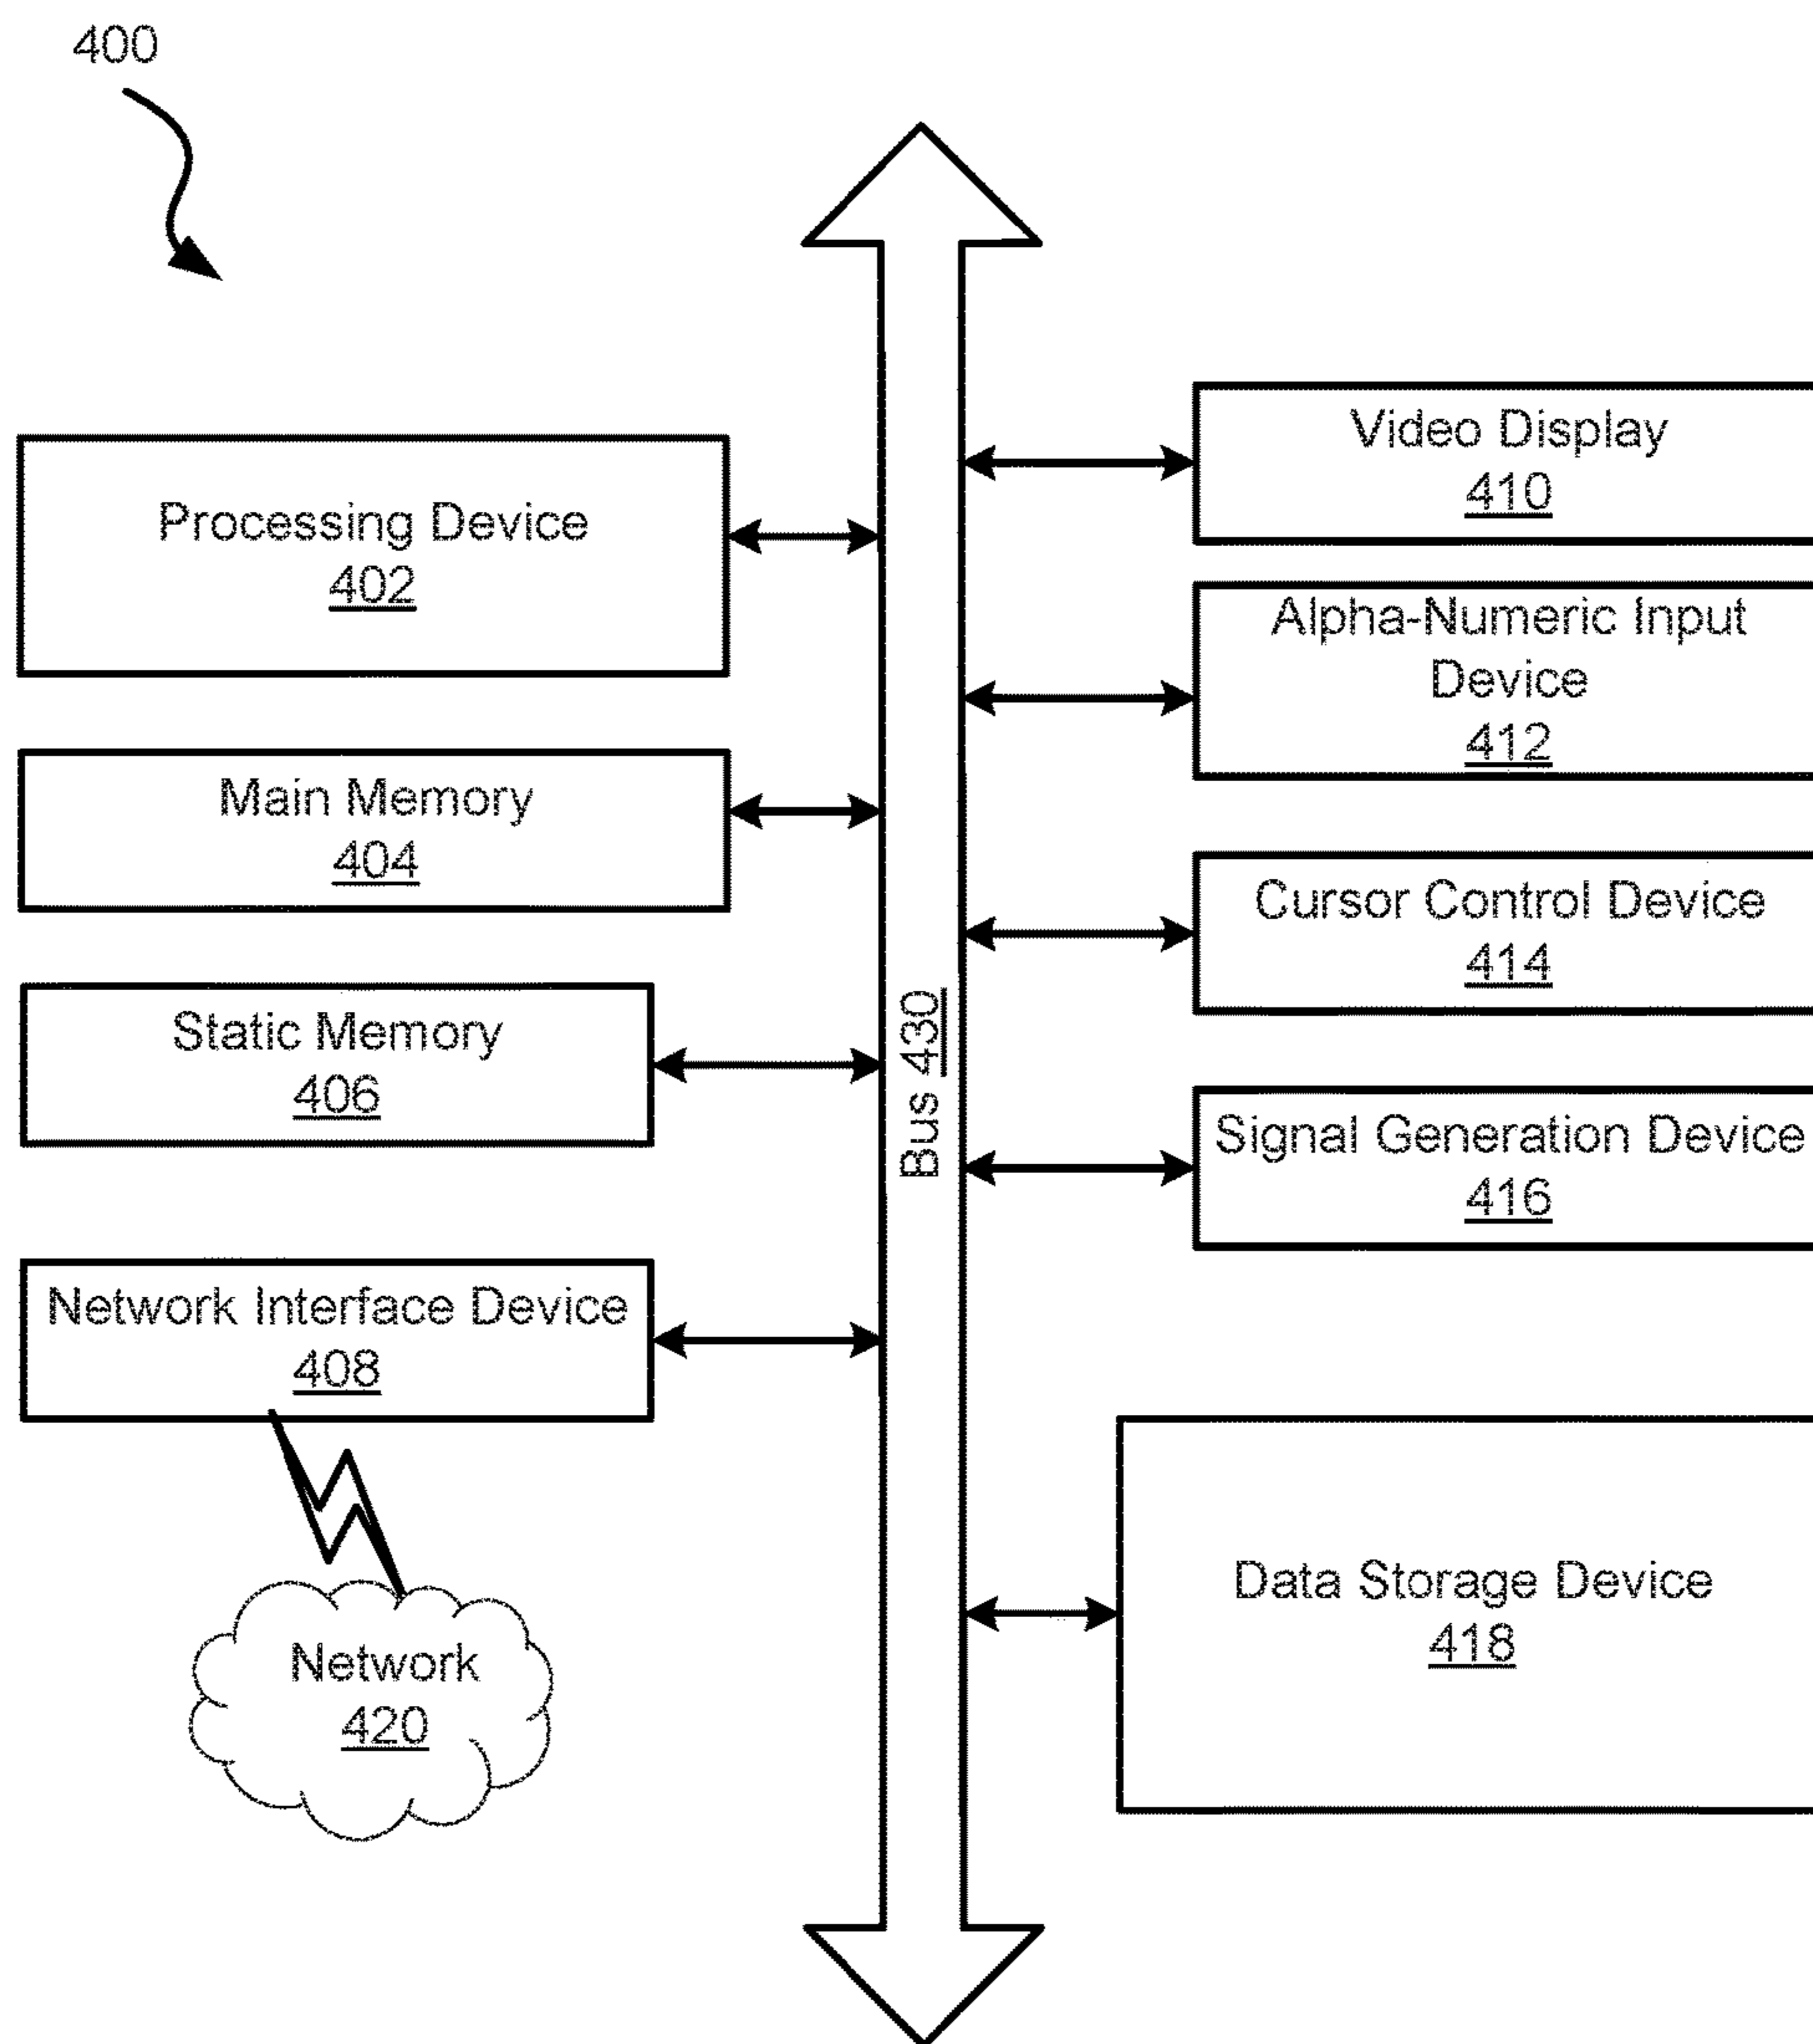 400
Processing Device
402
Main Memory
404
Static Memory
406
Network Interface Device
408
Network
420
Bus 430
Video Display
410
Alpha-Numeric Input
Device
412
Cursor Control Device
414
Signal Generation Device
416
Data Storage Device
418